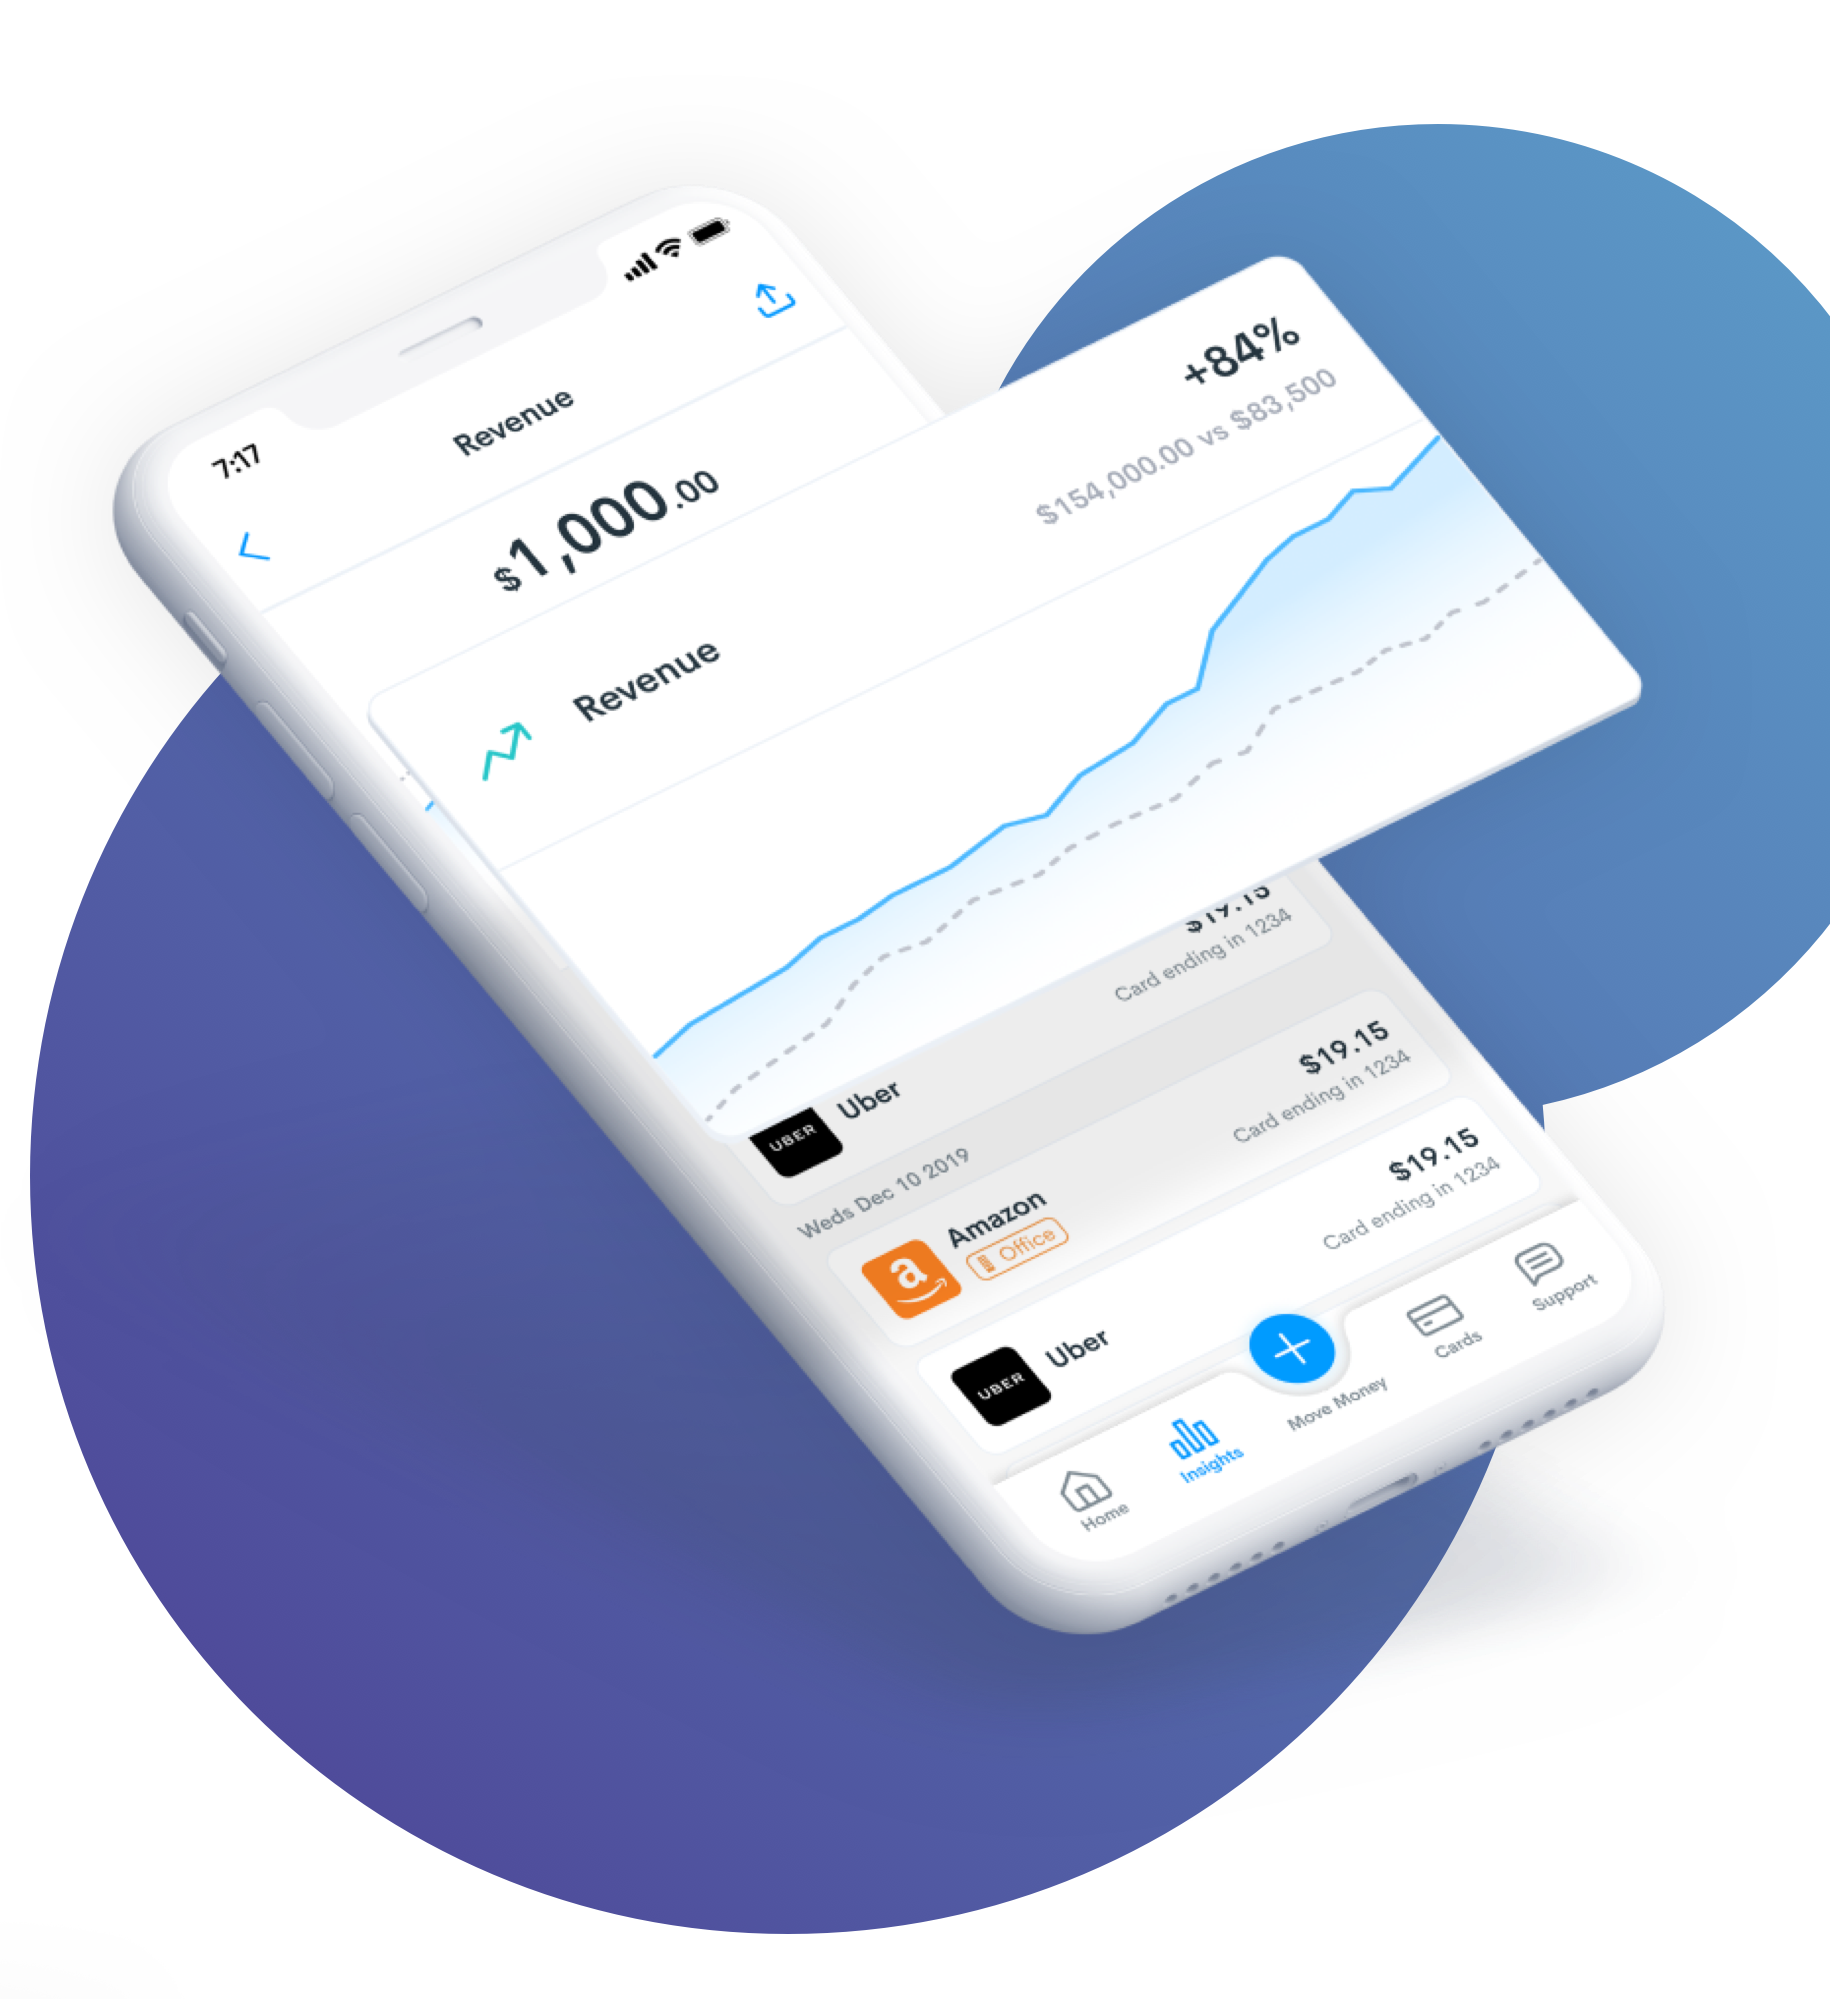 7:17
Revenue
$1,000.00
Revenue
+84%
$154,000.00 vs $83,500
UBER
Uber
$19.15
Card ending in 1234
Weds Dec 10 2019
a
Amazon
Office
$19.15
Card ending in 1234
UBER
Uber
$19.15
Card ending in 1234
Home
Insights
Move Money
Cards
Support